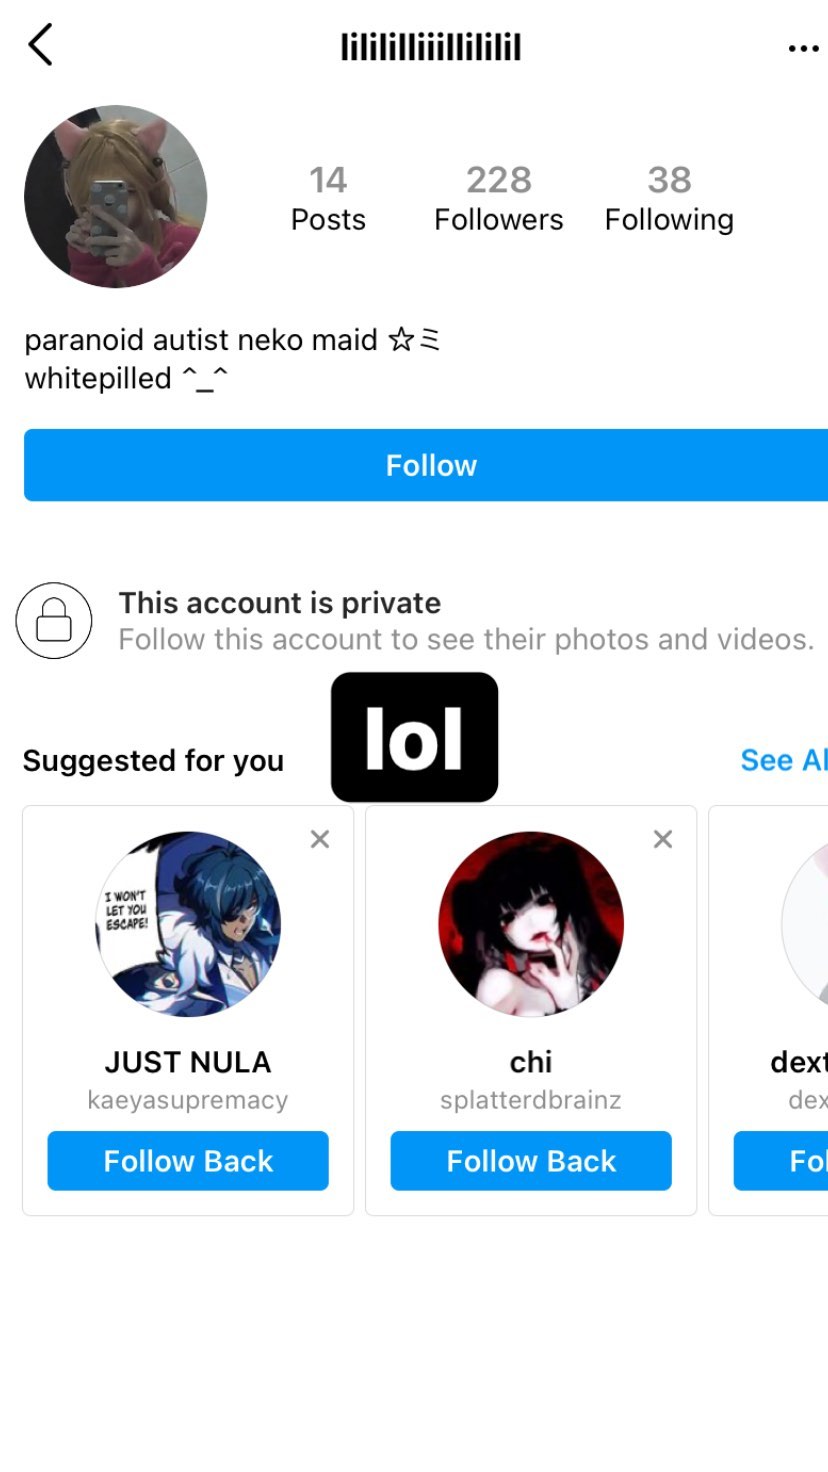 lililililliiillililil
14
Posts
228
Followers
38
Following
paranoid autist neko maid ☆ミ
whitepilled ^_^
Follow
This account is private
Follow this account to see their photos and videos.
lol
Suggested for you
See Al
I WON'T
LET YOU
ESCAPE!
JUST NULA
kaeyasupremacy
Follow Back
chi
splatterdbrainz
Follow Back
dext
dex
Fol